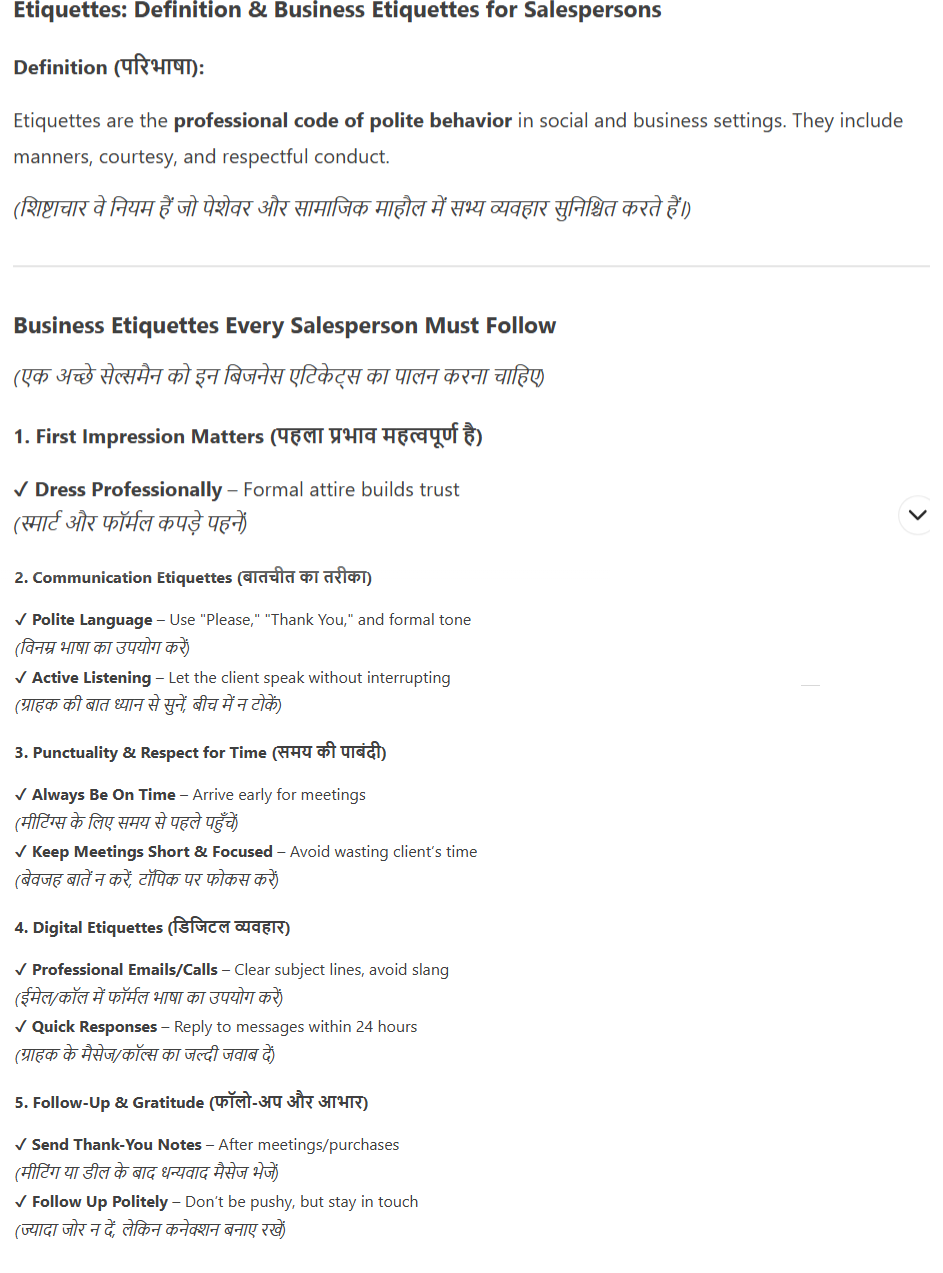 Etiquettes: Definition & Business Etiquettes for Salespersons
Definition (परिभाषा):
Etiquettes are the professional code of polite behavior in social and business settings. They include
manners, courtesy, and respectful conduct.
(शिष्टाचार वे नियम हैं जो पेशेवर और सामाजिक माहौल में सभ्य व्यवहार सुनिश्चित करते हैं।)
Business Etiquettes Every Salesperson Must Follow
(एक अच्छे सेल्समैन को इन बिजनेस एटिकेट्स का पालन करना चाहिए)
1. First Impression Matters (पहला प्रभाव महत्वपूर्ण है)
✓ Dress Professionally – Formal attire builds trust
(स्मार्ट और फॉर्मल कपड़े पहनें)
2. Communication Etiquettes (बातचीत का तरीका)
✓ Polite Language – Use "Please," "Thank You," and formal tone
(विनम्र भाषा का उपयोग करें)
✓ Active Listening – Let the client speak without interrupting
(ग्राहक की बात ध्यान से सुनें, बीच में न टोकें)
3. Punctuality & Respect for Time (समय की पाबंदी)
✓ Always Be On Time – Arrive early for meetings
(मीटिंग्स के लिए समय से पहले पहुँचें)
✓ Keep Meetings Short & Focused – Avoid wasting client’s time
(बेवजह बातें न करें, टॉपिक पर फोकस करें)
4. Digital Etiquettes (डिजिटल व्यवहार)
✓ Professional Emails/Calls – Clear subject lines, avoid slang
(ईमेल/कॉल में फॉर्मल भाषा का उपयोग करें)
✓ Quick Responses – Reply to messages within 24 hours
(ग्राहक के मैसेज/कॉल्स का जल्दी जवाब दें)
5. Follow-Up & Gratitude (फॉलो-अप और आभार)
✓ Send Thank-You Notes – After meetings/purchases
(मीटिंग या डील के बाद धन्यवाद मैसेज भेजें)
✓ Follow Up Politely – Don’t be pushy, but stay in touch
(ज्यादा जोर न दें, लेकिन कनेक्शन बनाए रखें)